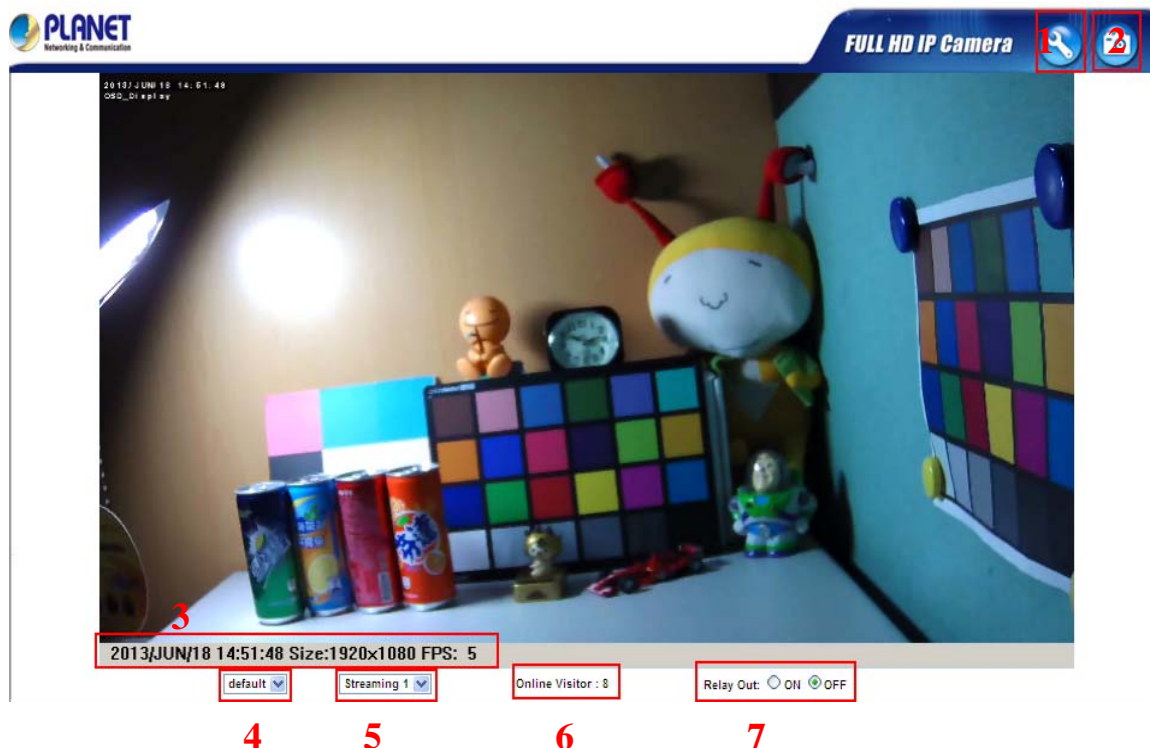 PLANET
Networking & Communication
FULL HD IP Camera
1
2
2013/JUN/18 14:51:48
OSD_Display
3
2013/JUN/18 14:51:48 Size:1920x1080 FPS: 5
default
Streaming 1
Online Visitor : 8
Relay Out: ON OFF
4
5
6
7